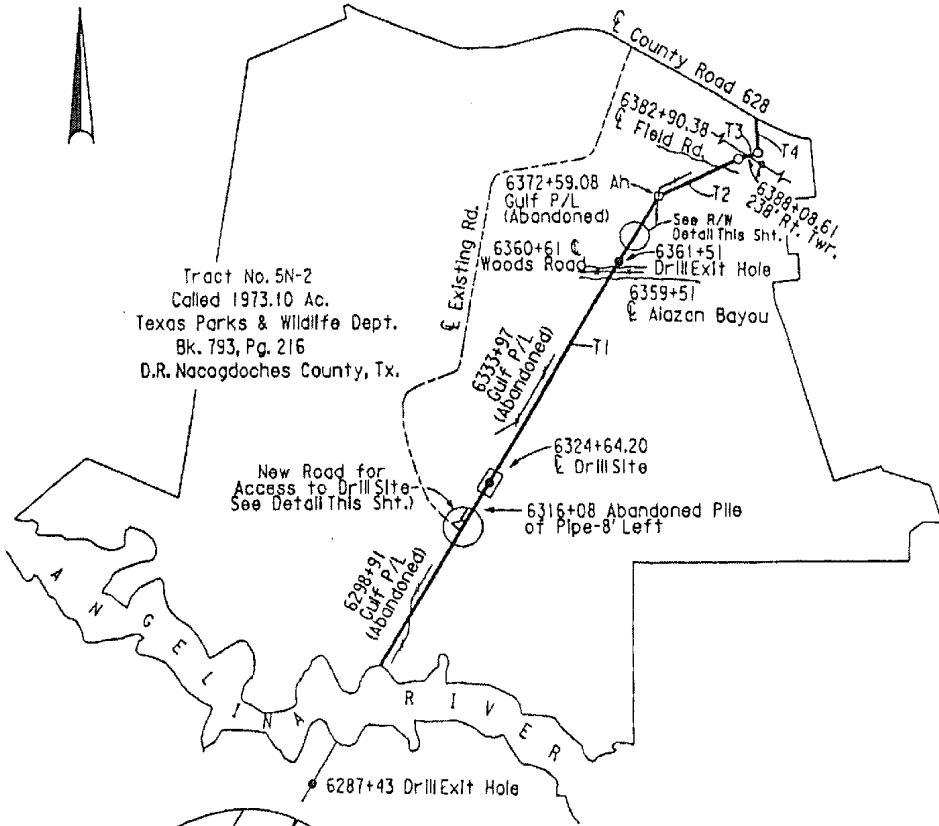 ℄ County Road 628
6382+90.38
℄ Field Rd.
T3
T4
T2
6388+08.61
238' Rt. Twr.
6372+59.08 Ah
Gulf P/L
(Abandoned)
See R/W
Detail This Sht.
6360+61 ℄
Woods Road
6361+51
Drill Exit Hole
6359+51
℄ Alazan Bayou
Tract No. 5N-2
Called 1973.10 Ac.
Texas Parks & Wildlife Dept.
Bk. 793, Pg. 216
D.R. Nacogdoches County, Tx.
℄ Existing Rd.
T1
6333+97
Gulf P/L
(Abandoned)
6324+64.20
℄ Drill Site
New Road for
Access to Drill Site
See Detail This Sht.)
6316+08 Abandoned Pile
of Pipe-8' Left
6298+91
Gulf P/L
(Abandoned)
ANGELINA RIVER
6287+43 Drill Exit Hole